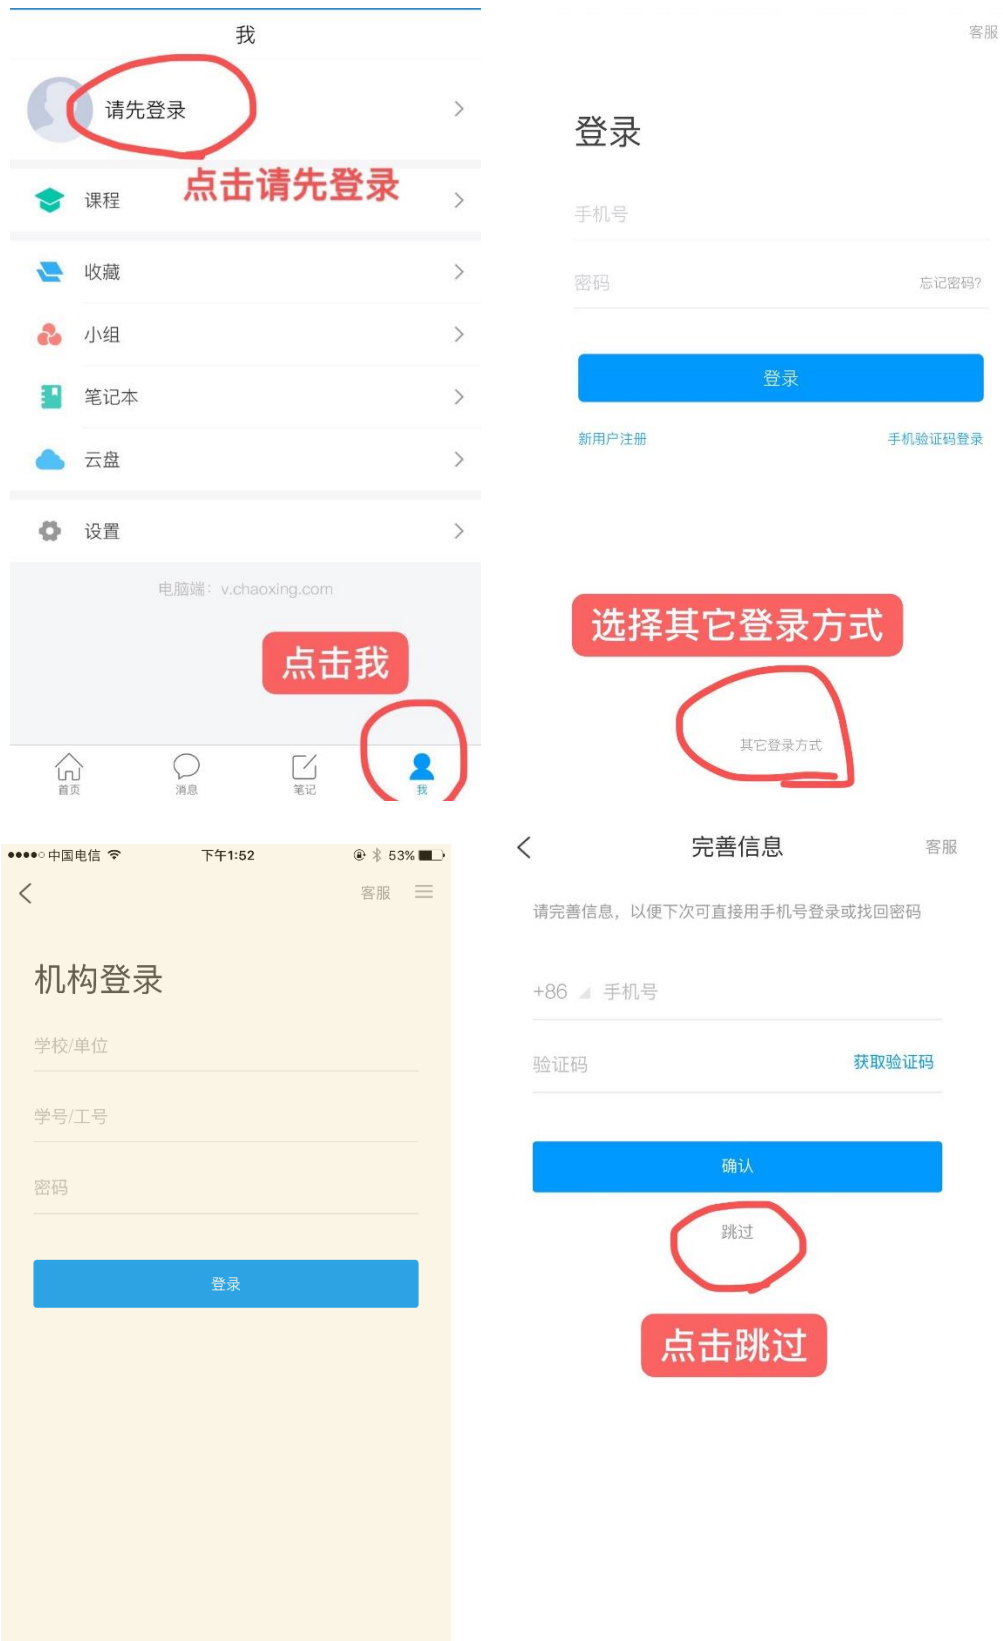 我
请先登录
点击请先登录
课程
收藏
小组
笔记本
云盘
设置
电脑端：v.chaoxing.com
点击我
首页
消息
笔记
我
客服
登录
手机号
密码
忘记密码?
登录
新用户注册
手机验证码登录
选择其它登录方式
其它登录方式
中国电信
下午1:52
53%
客服
机构登录
学校/单位
学号/工号
密码
登录
完善信息
客服
请完善信息，以便下次可直接用手机号登录或找回密码
+86 手机号
验证码
获取验证码
确认
跳过
点击跳过